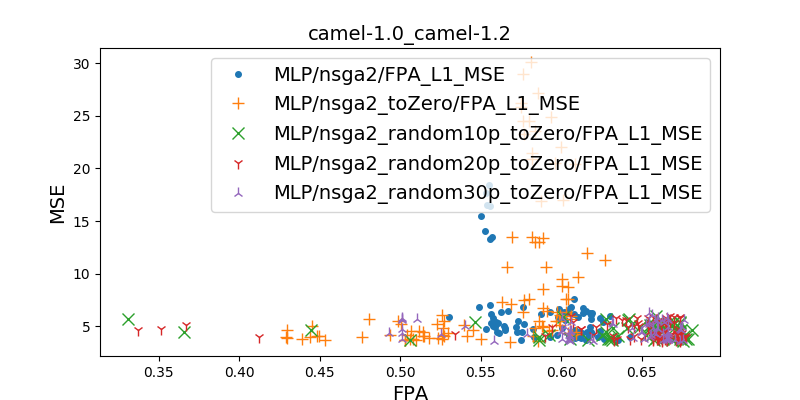 camel-1.0_camel-1.2
MLP/nsga2/FPA_L1_MSE
MLP/nsga2_toZero/FPA_L1_MSE
MLP/nsga2_random10p_toZero/FPA_L1_MSE
MLP/nsga2_random20p_toZero/FPA_L1_MSE
MLP/nsga2_random30p_toZero/FPA_L1_MSE
MSE
30
25
20
15
10
5
0.35 0.40 0.45 0.50 0.55 0.60 0.65
FPA